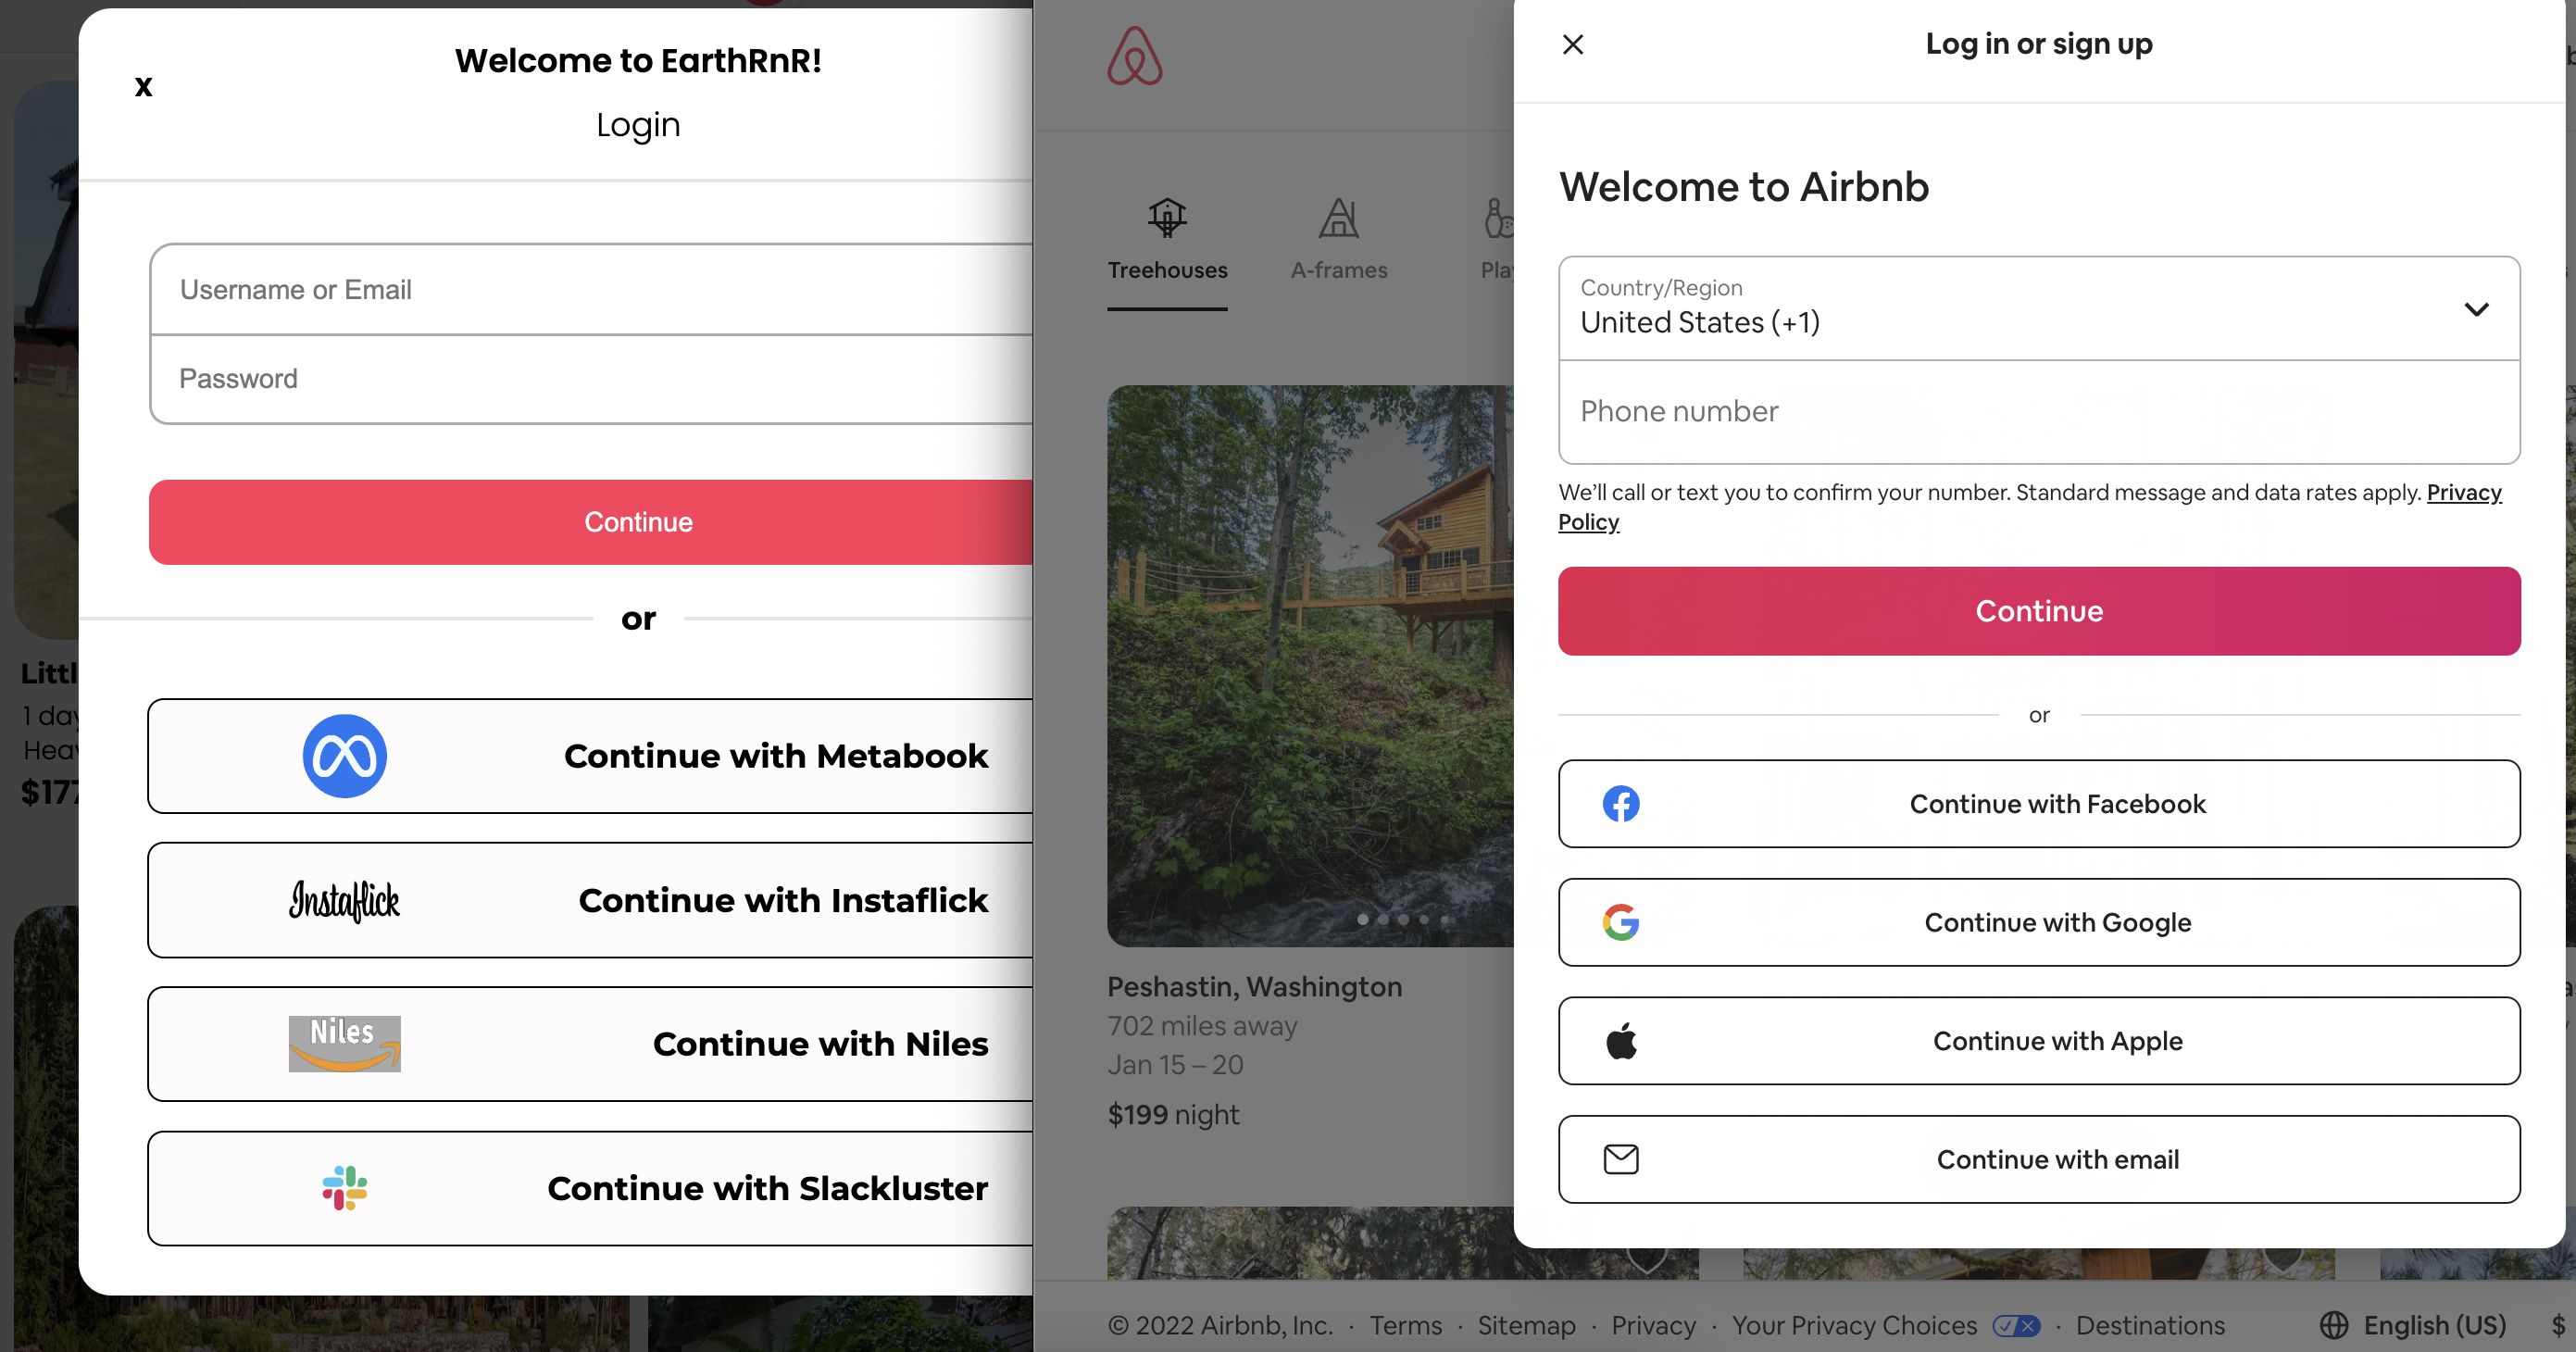 Welcome to EarthRnR!
x
Login
Username or Email
Password
Continue
or
Continue with Metabook
Instaflick
Continue with Instaflick
Niles
Continue with Niles
Continue with Slackluster
1 day
$177
Treehouses
A-frames
Peshastin, Washington
702 miles away
Jan 15 – 20
$199 night
Log in or sign up
Welcome to Airbnb
Country/Region
United States (+1)
Phone number
We'll call or text you to confirm your number. Standard message and data rates apply. Privacy
Policy
Continue
or
Continue with Facebook
Continue with Google
Continue with Apple
Continue with email
© 2022 Airbnb, Inc. · Terms · Sitemap · Privacy · Your Privacy Choices · Destinations
English (US) $